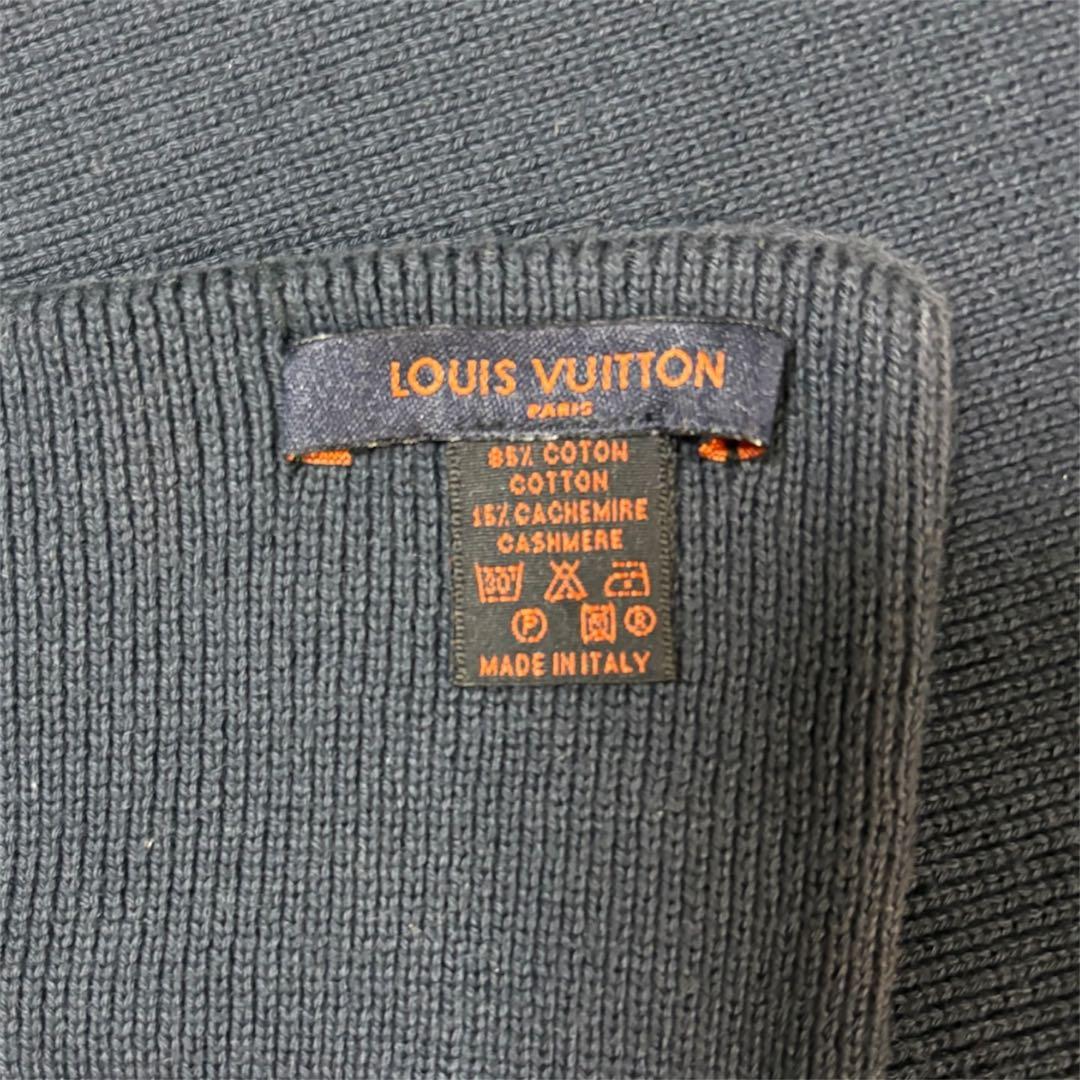 LOUIS VUITTON
PARIS
85% COTON
COTTON
15% CACHEMIRE
CASHMERE
30°
P R
MADE IN ITALY